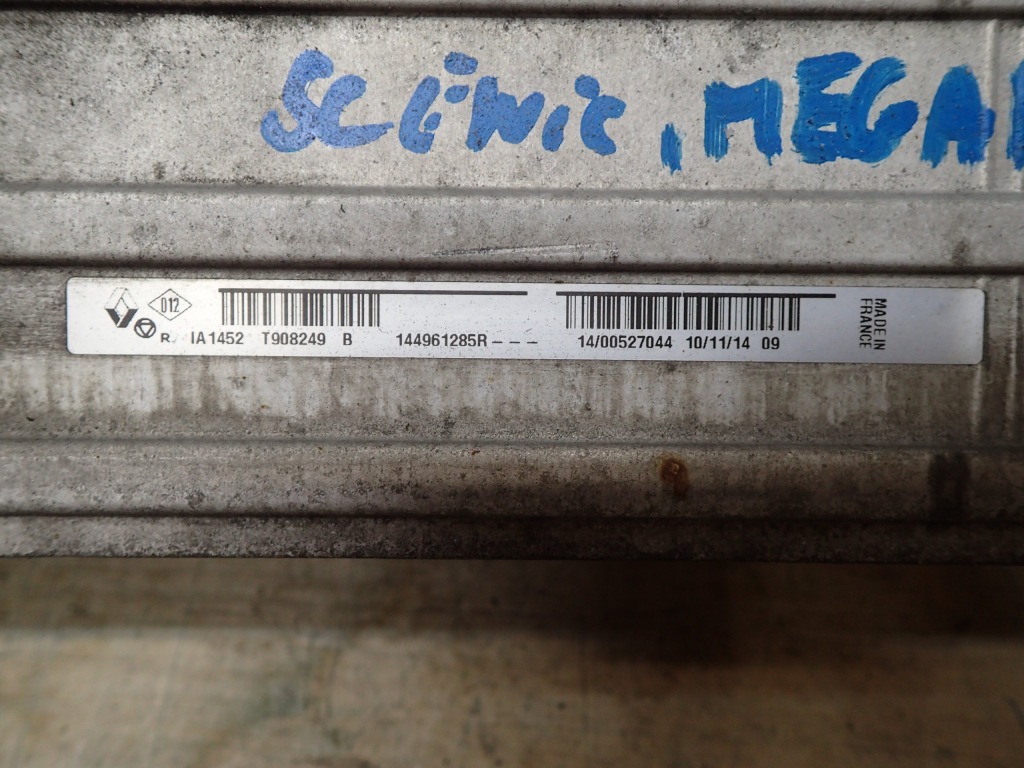 SCÉNIC, MEGA
D12
IA1452 T908249 B 144961285R--- 14/00527044 10/11/14 09
MADE IN
FRANCE